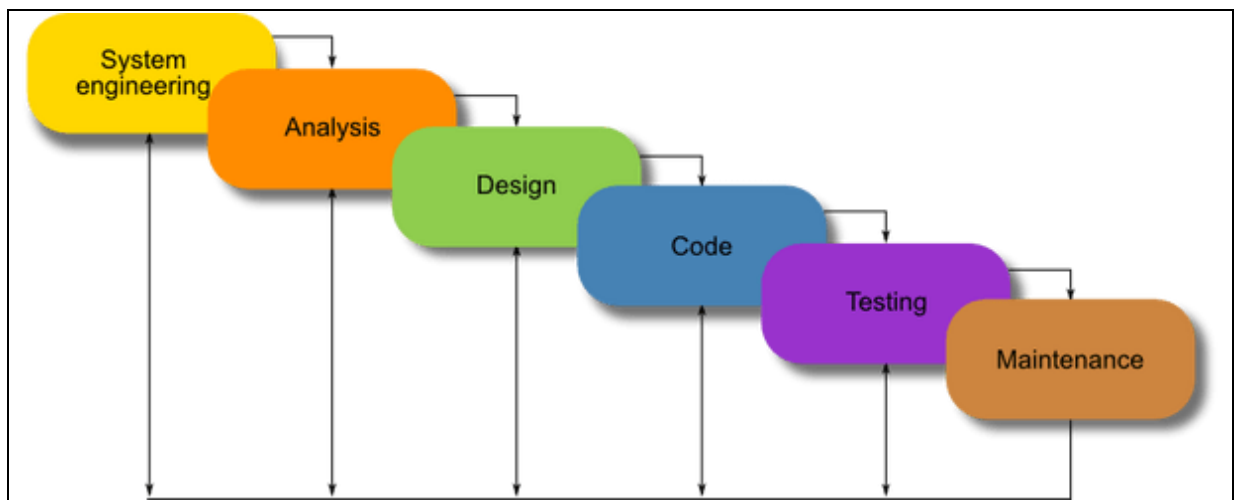 System
engineering
Analysis
Design
Code
Testing
Maintenance